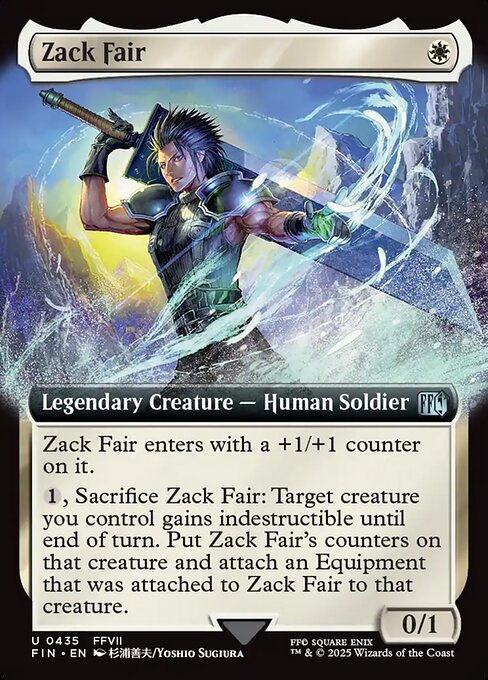 Zack Fair
Legendary Creature — Human Soldier
Zack Fair enters with a +1/+1 counter
on it.
1, Sacrifice Zack Fair: Target creature
you control gains indestructible until
end of turn. Put Zack Fair's counters on
that creature and attach an Equipment
that was attached to Zack Fair to that
creature.
0/1
U 0435 FFVII
FIN • EN 杉浦善夫/Yoshio Sugiura
FF© SQUARE ENIX
™ & © 2025 Wizards of the Coast